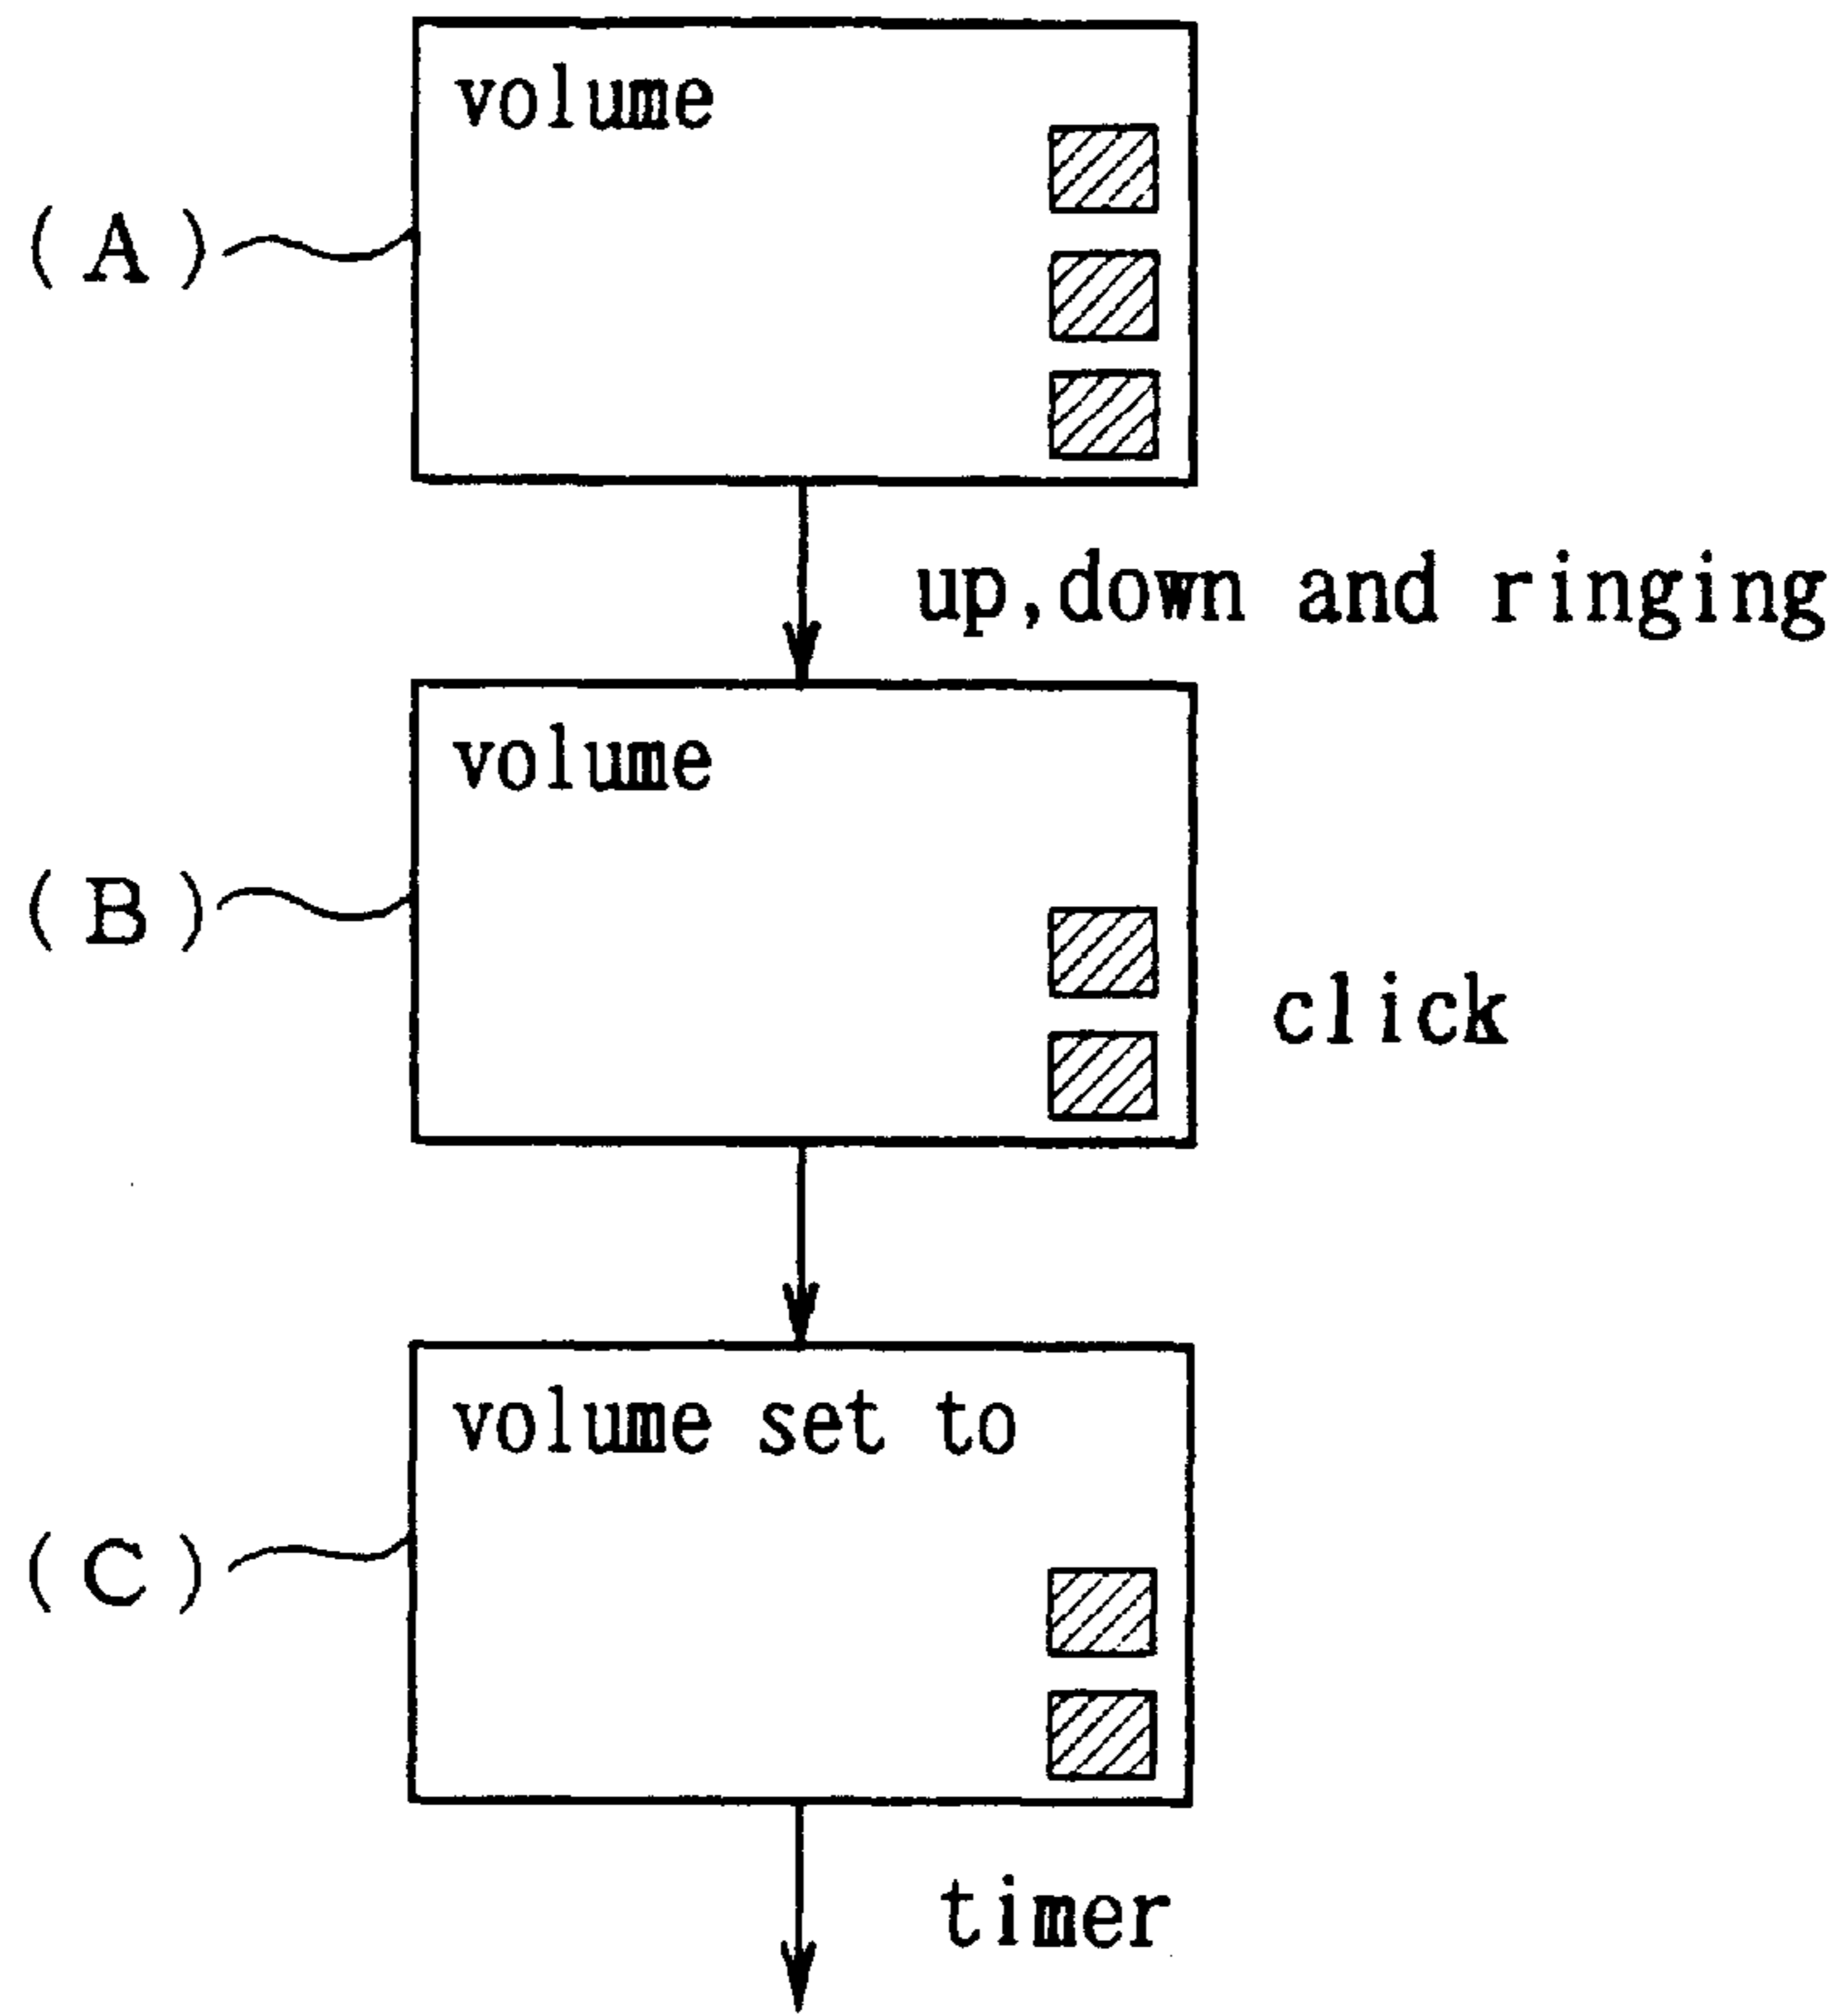 volume
(A)
up,down and ringing
volume
(B)
click
volume set to
(C)
timer